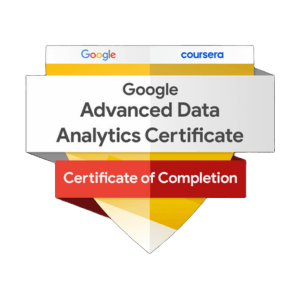 Google coursera
Google
Advanced Data
Analytics Certificate
Certificate of Completion